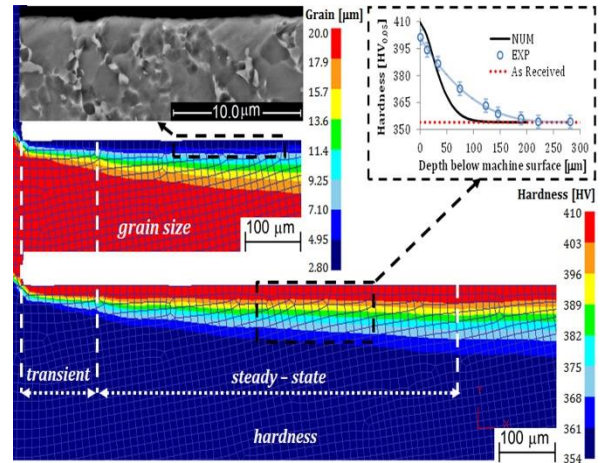 Grain [µm]
20.0
17.9
15.7
13.6
11.4
9.25
7.10
4.95
2.80
10.0µm
100 µm
grain size
Hardness [HV0.05]
410
395
380
365
350
NUM
EXP
As Received
0 50 100 150 200 250 300
Depth below machine surface [µm]
Hardness [HV]
410
403
396
389
382
375
368
361
354
transient
steady – state
hardness
Y
X
100 µm